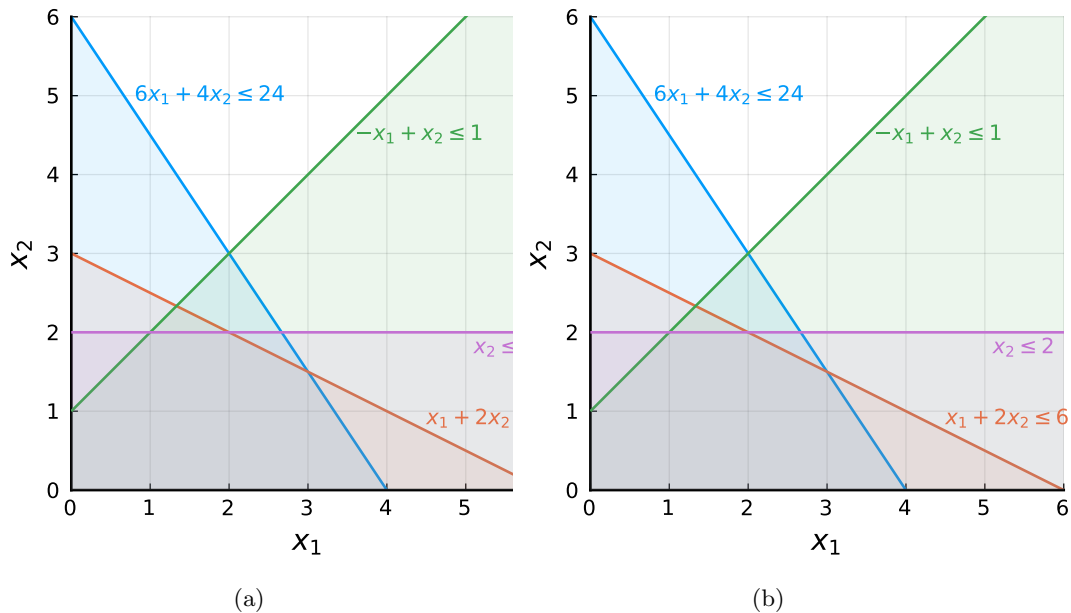 6
5
4
3
2
1
0
x₂
6x₁ + 4x₂ ≤ 24
−x₁ + x₂ ≤ 1
x₂ ≤
x₁ + 2x₂
0 1 2 3 4 5
x₁
(a)
6
5
4
3
2
1
0
x₂
6x₁ + 4x₂ ≤ 24
−x₁ + x₂ ≤ 1
x₂ ≤ 2
x₁ + 2x₂ ≤ 6
0 1 2 3 4 5 6
x₁
(b)